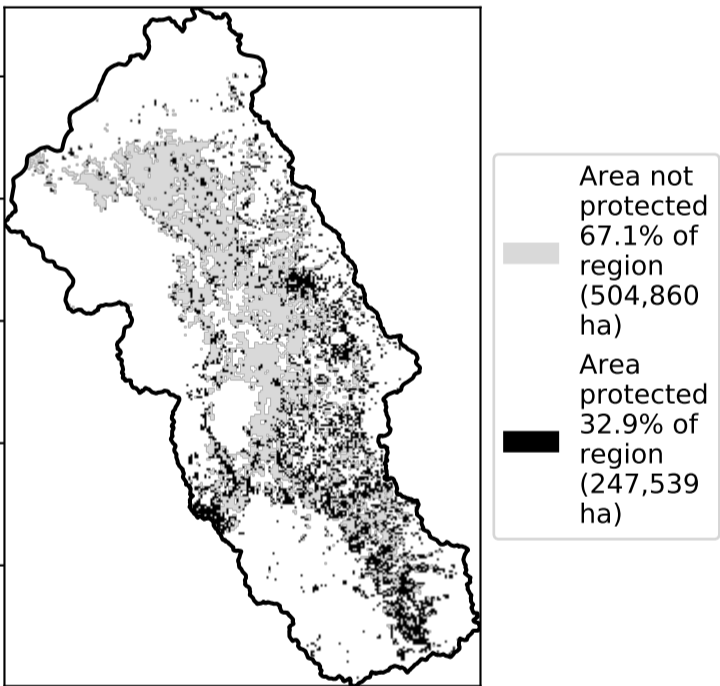 Area not
protected
67.1% of
region
(504,860
ha)
Area
protected
32.9% of
region
(247,539
ha)